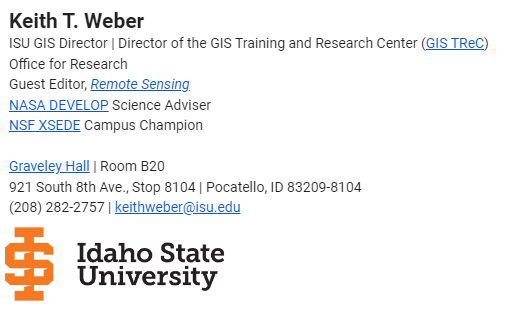 Keith T. Weber
ISU GIS Director | Director of the GIS Training and Research Center (GIS TReC)
Office for Research
Guest Editor, Remote Sensing
NASA DEVELOP Science Adviser
NSF XSEDE Campus Champion
Graveley Hall | Room B20
921 South 8th Ave., Stop 8104 | Pocatello, ID 83209-8104
(208) 282-2757 | keithweber@isu.edu
IS
Idaho State
University